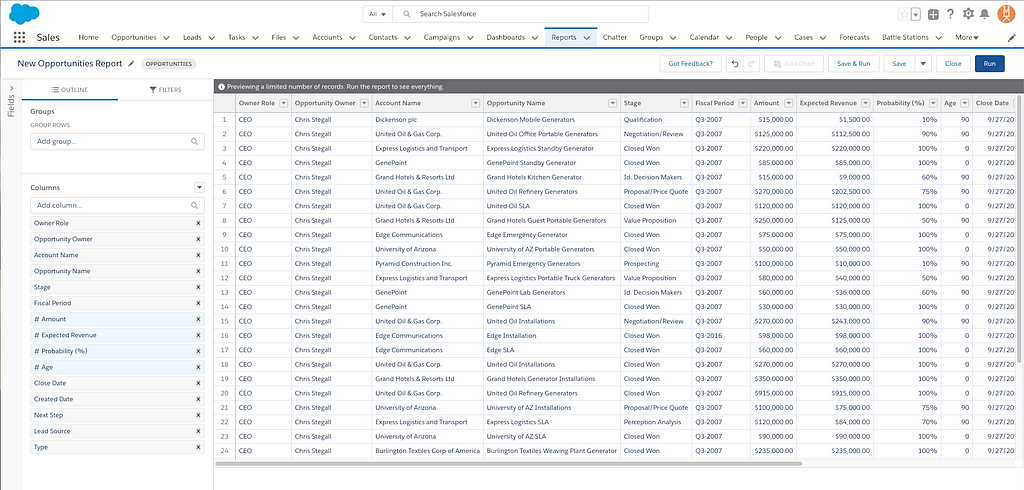 All
Search Salesforce
Sales Home Opportunities Leads Tasks Files Accounts Contacts Campaigns Dashboards Reports Chatter Groups Calendar People Cases Forecasts Battle Stations More
New Opportunities Report OPPORTUNITIES Got Feedback? Add Chart Save & Run Save Close Run
Fields
OUTLINE FILTERS
Groups
GROUP ROWS
Add group...
Columns
Add column...
Owner Role
Opportunity Owner
Account Name
Opportunity Name
Stage
Fiscal Period
# Amount
# Expected Revenue
# Probability (%)
# Age
Close Date
Created Date
Next Step
Lead Source
Type
Previewing a limited number of records. Run the report to see everything.
Owner Role Opportunity Owner Account Name Opportunity Name Stage Fiscal Period Amount Expected Revenue Probability (%) Age Close Date
1 CEO Chris Stegall Dickenson plc Dickenson Mobile Generators Qualification Q3-2007 $15,000.00 $1,500.00 10% 90 9/27/20
2 CEO Chris Stegall United Oil & Gas Corp. United Oil Office Portable Generators Negotiation/Review Q3-2007 $125,000.00 $112,500.00 90% 90 9/27/20
3 CEO Chris Stegall Express Logistics and Transport Express Logistics Standby Generator Closed Won Q3-2007 $220,000.00 $220,000.00 100% 0 9/27/20
4 CEO Chris Stegall GenePoint GenePoint Standby Generator Closed Won Q3-2007 $85,000.00 $85,000.00 100% 0 9/27/20
5 CEO Chris Stegall Grand Hotels & Resorts Ltd Grand Hotels Kitchen Generator Id. Decision Makers Q3-2007 $15,000.00 $9,000.00 60% 90 9/27/20
6 CEO Chris Stegall United Oil & Gas Corp. United Oil Refinery Generators Proposal/Price Quote Q3-2007 $270,000.00 $202,500.00 75% 90 9/27/20
7 CEO Chris Stegall United Oil & Gas Corp. United Oil SLA Closed Won Q3-2007 $120,000.00 $120,000.00 100% 0 9/27/20
8 CEO Chris Stegall Grand Hotels & Resorts Ltd Grand Hotels Guest Portable Generators Value Proposition Q3-2007 $250,000.00 $125,000.00 50% 90 9/27/20
9 CEO Chris Stegall Edge Communications Edge Emergency Generator Closed Won Q3-2007 $75,000.00 $75,000.00 100% 0 9/27/20
10 CEO Chris Stegall University of Arizona University of AZ Portable Generators Closed Won Q3-2007 $50,000.00 $50,000.00 100% 0 9/27/20
11 CEO Chris Stegall Pyramid Construction Inc. Pyramid Emergency Generators Prospecting Q3-2007 $100,000.00 $10,000.00 10% 90 9/27/20
12 CEO Chris Stegall Express Logistics and Transport Express Logistics Portable Truck Generators Value Proposition Q3-2007 $80,000.00 $40,000.00 50% 90 9/27/20
13 CEO Chris Stegall GenePoint GenePoint Lab Generators Id. Decision Makers Q3-2007 $60,000.00 $36,000.00 60% 90 9/27/20
14 CEO Chris Stegall GenePoint GenePoint SLA Closed Won Q3-2007 $30,000.00 $30,000.00 100% 0 9/27/20
15 CEO Chris Stegall United Oil & Gas Corp. United Oil Installations Negotiation/Review Q3-2007 $270,000.00 $243,000.00 90% 90 9/27/20
16 CEO Chris Stegall Edge Communications Edge Installation Closed Won Q3-2016 $98,000.00 $98,000.00 100% 0 9/27/20
17 CEO Chris Stegall Edge Communications Edge SLA Closed Won Q3-2007 $60,000.00 $60,000.00 100% 0 9/27/20
18 CEO Chris Stegall United Oil & Gas Corp. United Oil Installations Closed Won Q3-2007 $270,000.00 $270,000.00 100% 0 9/27/20
19 CEO Chris Stegall Grand Hotels & Resorts Ltd Grand Hotels Generator Installations Closed Won Q3-2007 $350,000.00 $350,000.00 100% 0 9/27/20
20 CEO Chris Stegall United Oil & Gas Corp. United Oil Refinery Generators Closed Won Q3-2007 $915,000.00 $915,000.00 100% 0 9/27/20
21 CEO Chris Stegall University of Arizona University of AZ Installations Proposal/Price Quote Q3-2007 $100,000.00 $75,000.00 75% 90 9/27/20
22 CEO Chris Stegall Express Logistics and Transport Express Logistics SLA Perception Analysis Q3-2007 $120,000.00 $84,000.00 70% 90 9/27/20
23 CEO Chris Stegall University of Arizona University of AZ SLA Closed Won Q3-2007 $90,000.00 $90,000.00 100% 0 9/27/20
24 CEO Chris Stegall Burlington Textiles Corp of America Burlington Textiles Weaving Plant Generator Closed Won Q3-2007 $235,000.00 $235,000.00 100% 0 9/27/20